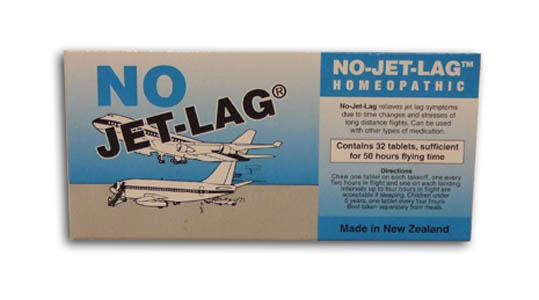 NO
JET-LAG®
NO-JET-LAG™
HOMEOPATHIC
No-Jet-Lag relieves jet lag symptoms
due to time changes and stresses of
long distance flights. Can be used
with other types of medication.
Contains 32 tablets, sufficient
for 50 hours flying time
Directions
Chew one tablet on each takeoff, one every
Two hours in flight and one on each landing.
Intervals up to four hours in flight are
acceptable if sleeping. Children under
5 years, one tablet every four hours.
Best taken separately from meals.
Made in New Zealand